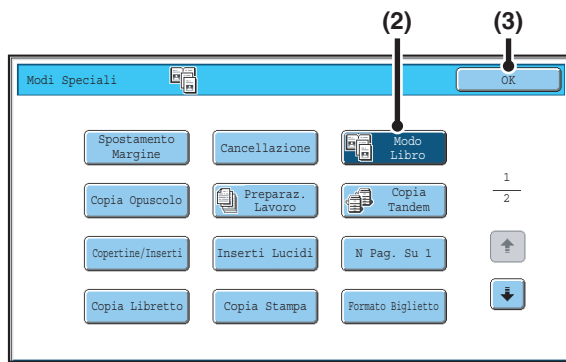 (2) (3)
Modi Speciali OK
Spostamento
Margine
Cancellazione
Modo
Libro
Copia Opuscolo
Preparaz.
Lavoro
Copia
Tandem
1
2
Copertine/Inserti
Inserti Lucidi
N Pag. Su 1
Copia Libretto
Copia Stampa
Formato Biglietto